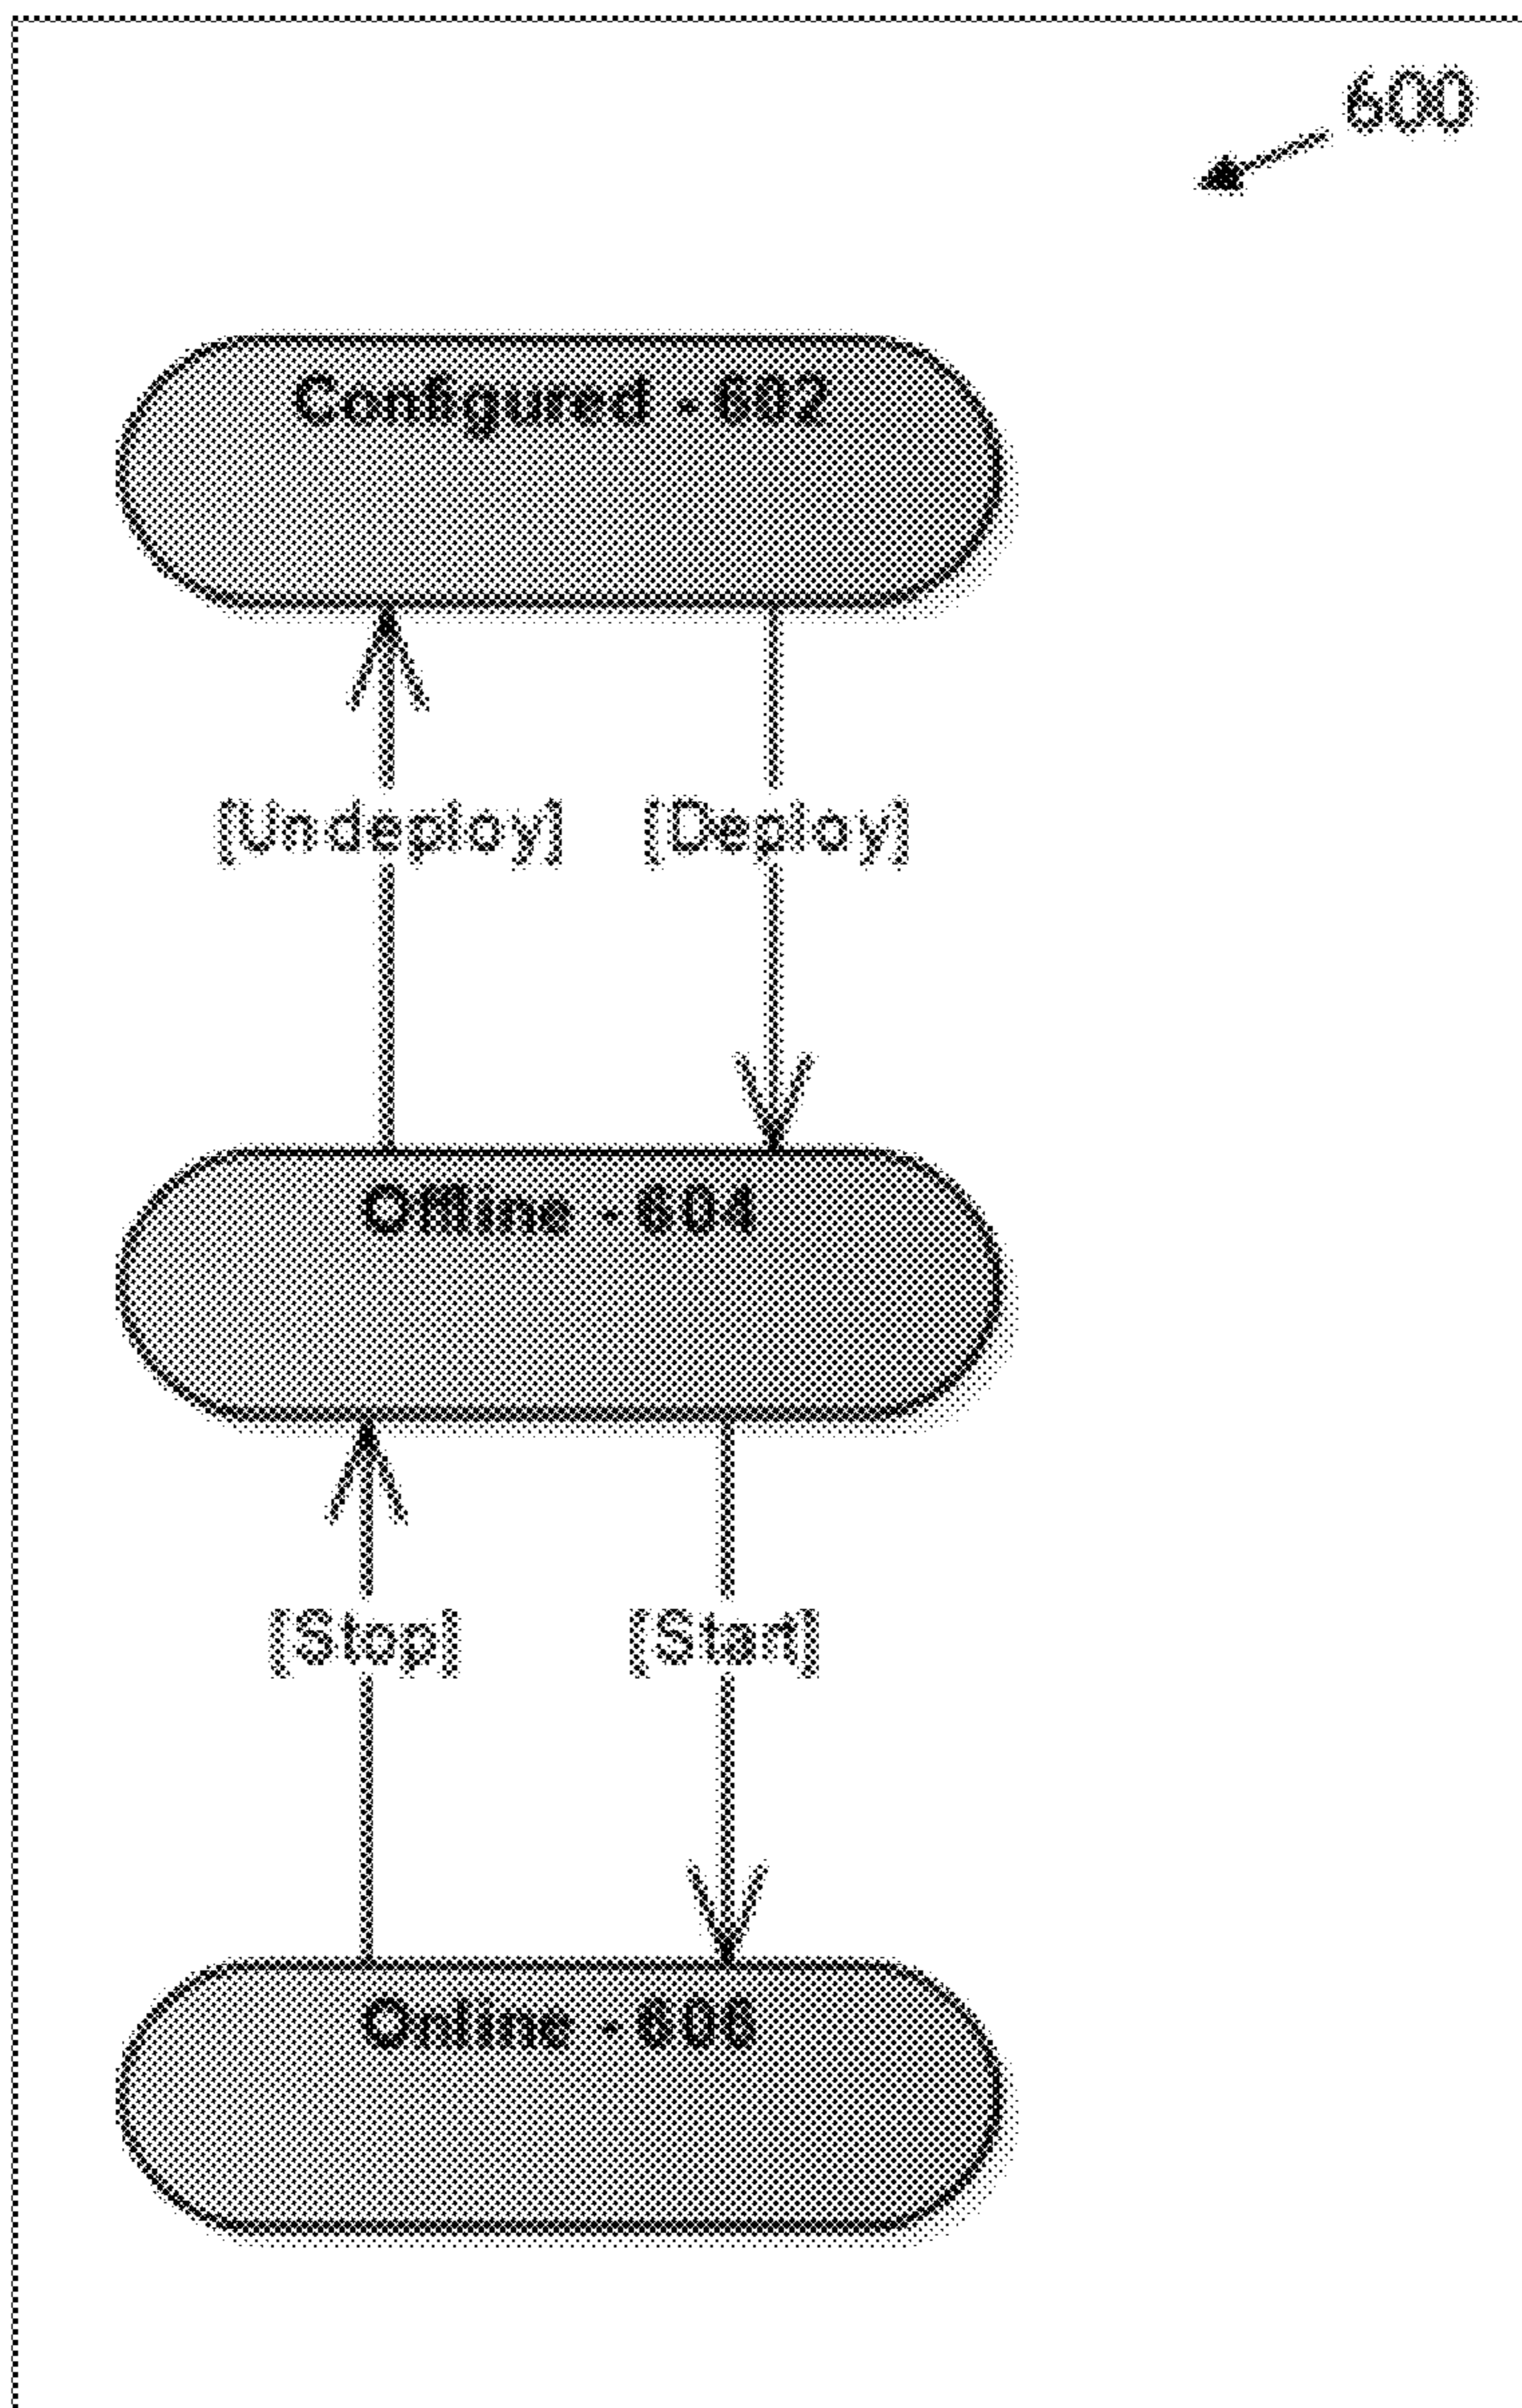 600
Configured - 602
[Undeploy] [Deploy]
Offline - 604
[Stop] [Start]
Online - 606